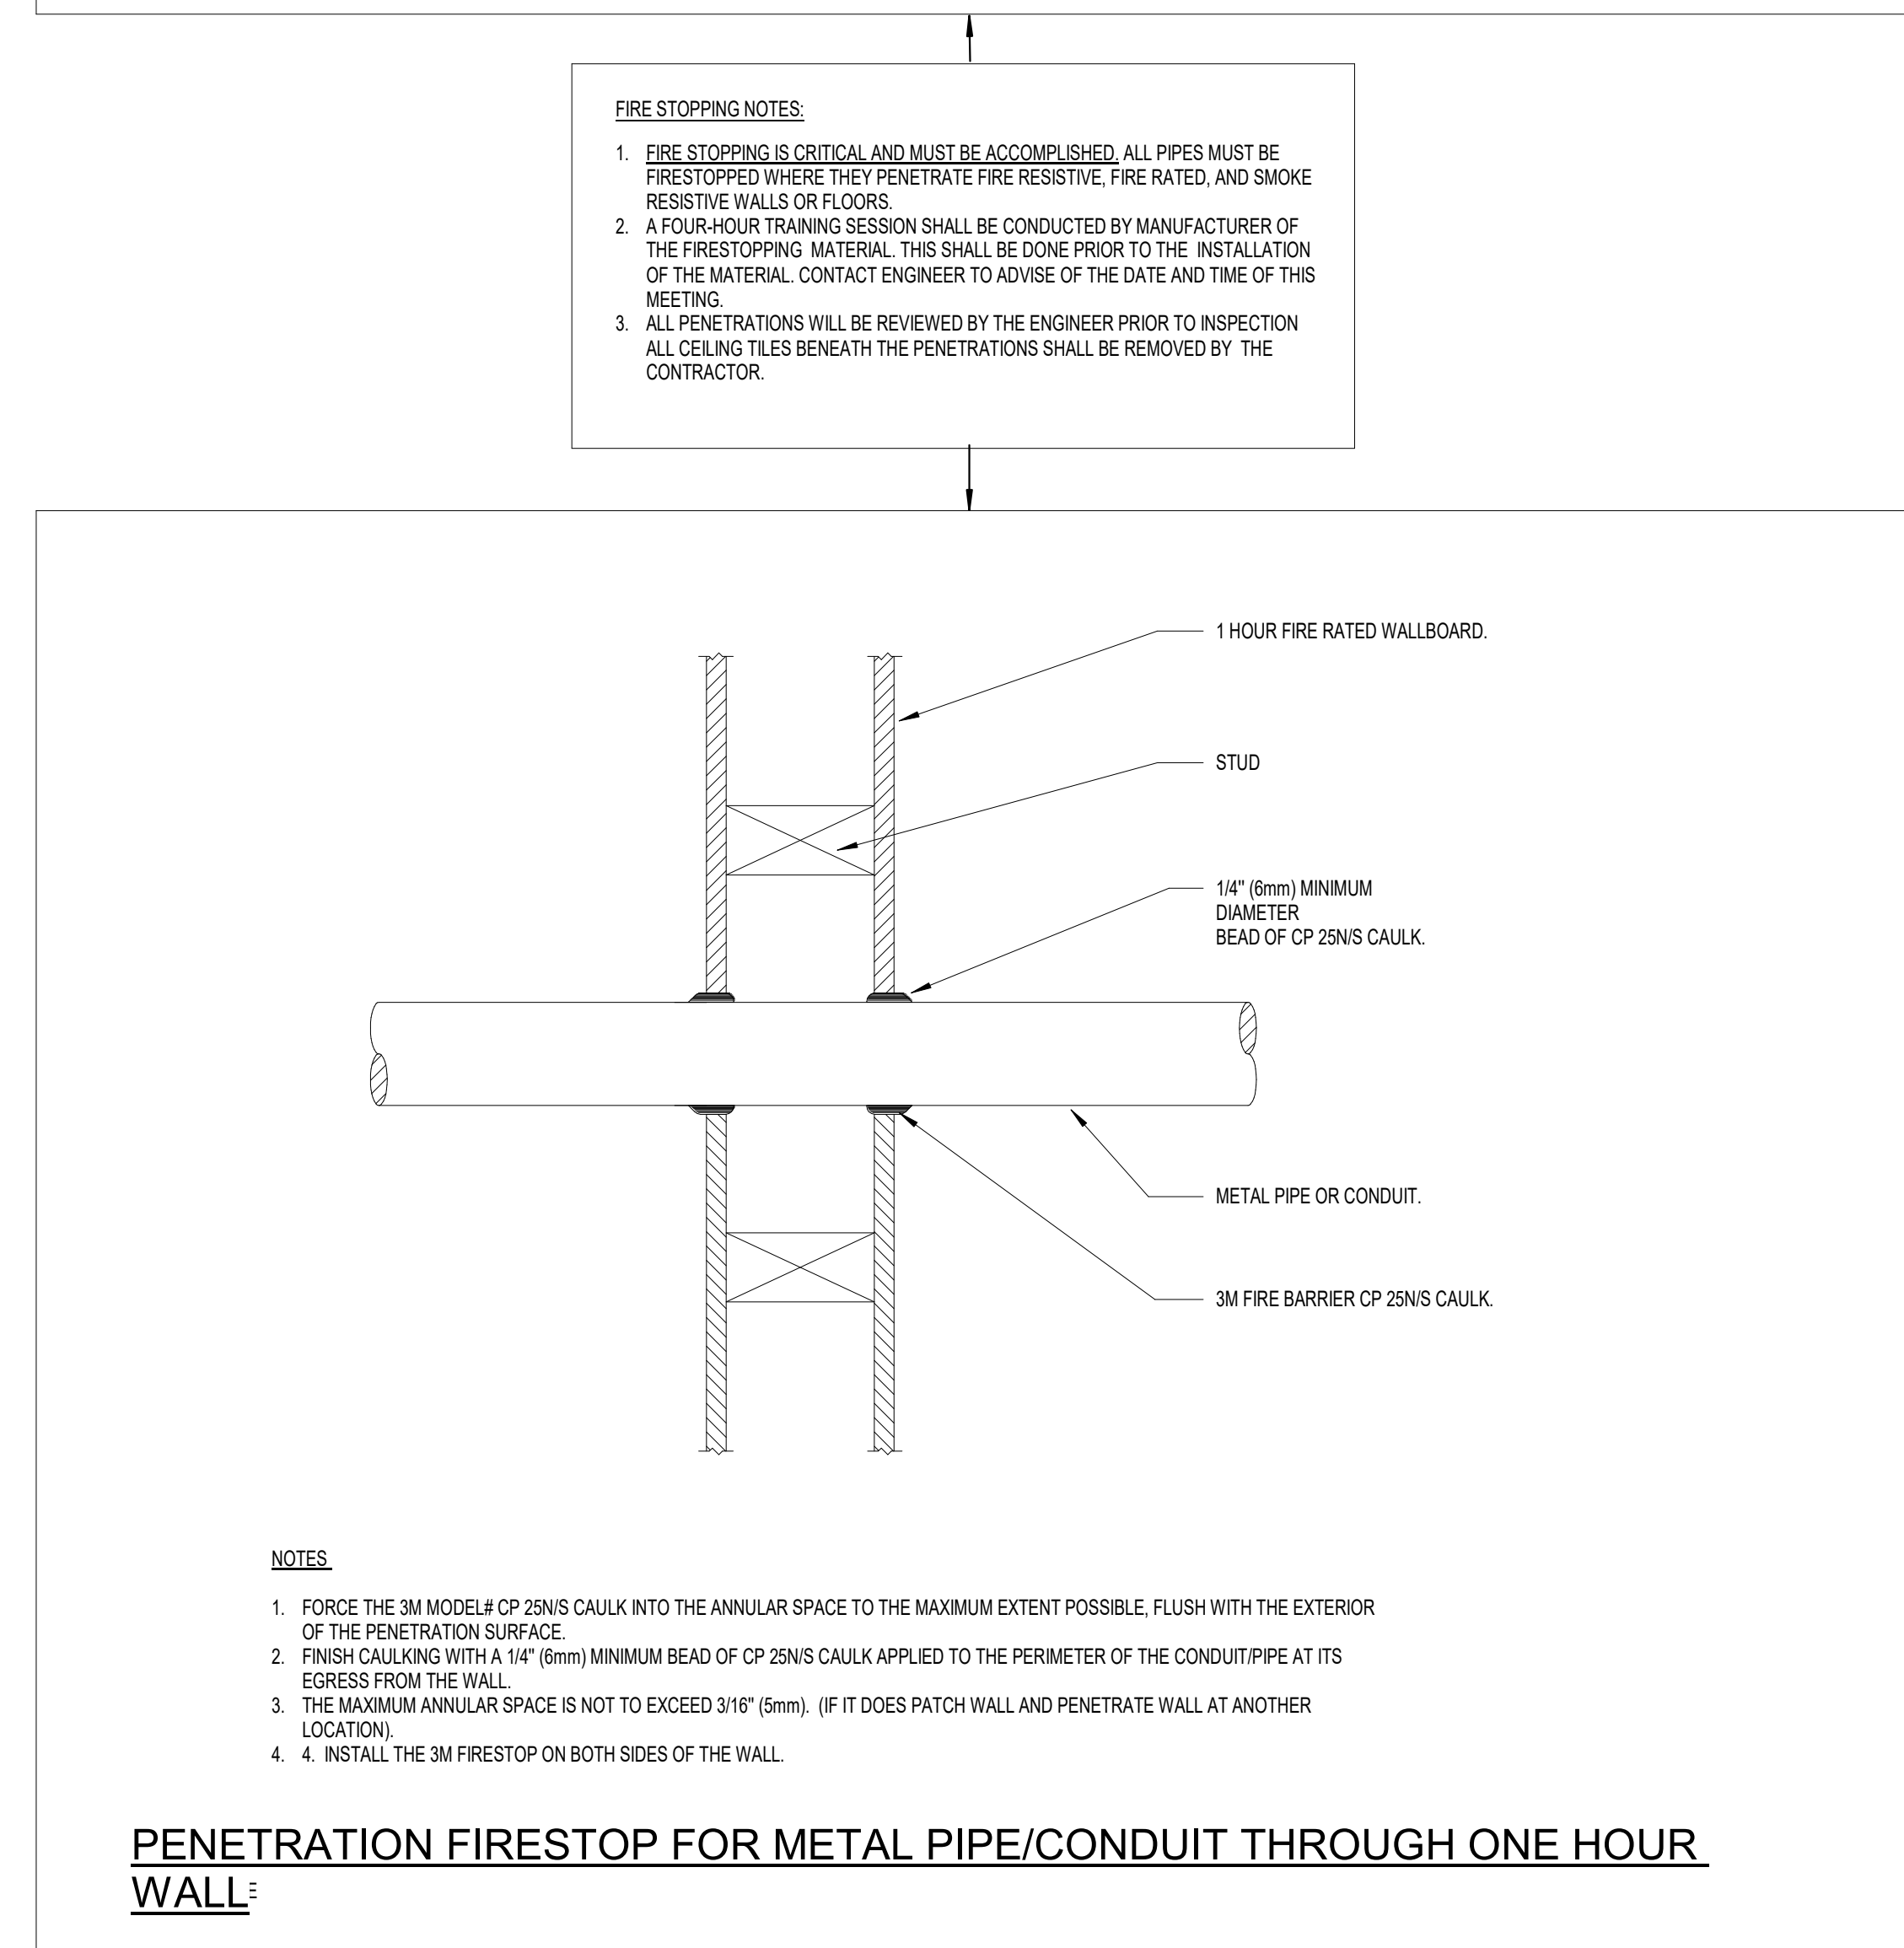 FIRE STOPPING NOTES:
1. FIRE STOPPING IS CRITICAL AND MUST BE ACCOMPLISHED. ALL PIPES MUST BE
FIRESTOPPED WHERE THEY PENETRATE FIRE RESISTIVE, FIRE RATED, AND SMOKE
RESISTIVE WALLS OR FLOORS.
2. A FOUR-HOUR TRAINING SESSION SHALL BE CONDUCTED BY MANUFACTURER OF
THE FIRESTOPPING MATERIAL. THIS SHALL BE DONE PRIOR TO THE INSTALLATION
OF THE MATERIAL. CONTACT ENGINEER TO ADVISE OF THE DATE AND TIME OF THIS
MEETING.
3. ALL PENETRATIONS WILL BE REVIEWED BY THE ENGINEER PRIOR TO INSPECTION
ALL CEILING TILES BENEATH THE PENETRATIONS SHALL BE REMOVED BY THE
CONTRACTOR.
1 HOUR FIRE RATED WALLBOARD.
STUD
1/4" (6mm) MINIMUM
DIAMETER
BEAD OF CP 25N/S CAULK.
METAL PIPE OR CONDUIT.
3M FIRE BARRIER CP 25N/S CAULK.
NOTES
1. FORCE THE 3M MODEL# CP 25N/S CAULK INTO THE ANNULAR SPACE TO THE MAXIMUM EXTENT POSSIBLE, FLUSH WITH THE EXTERIOR
OF THE PENETRATION SURFACE.
2. FINISH CAULKING WITH A 1/4" (6mm) MINIMUM BEAD OF CP 25N/S CAULK APPLIED TO THE PERIMETER OF THE CONDUIT/PIPE AT ITS
EGRESS FROM THE WALL.
3. THE MAXIMUM ANNULAR SPACE IS NOT TO EXCEED 3/16" (5mm). (IF IT DOES PATCH WALL AND PENETRATE WALL AT ANOTHER
LOCATION).
4. 4. INSTALL THE 3M FIRESTOP ON BOTH SIDES OF THE WALL.
PENETRATION FIRESTOP FOR METAL PIPE/CONDUIT THROUGH ONE HOUR
WALL